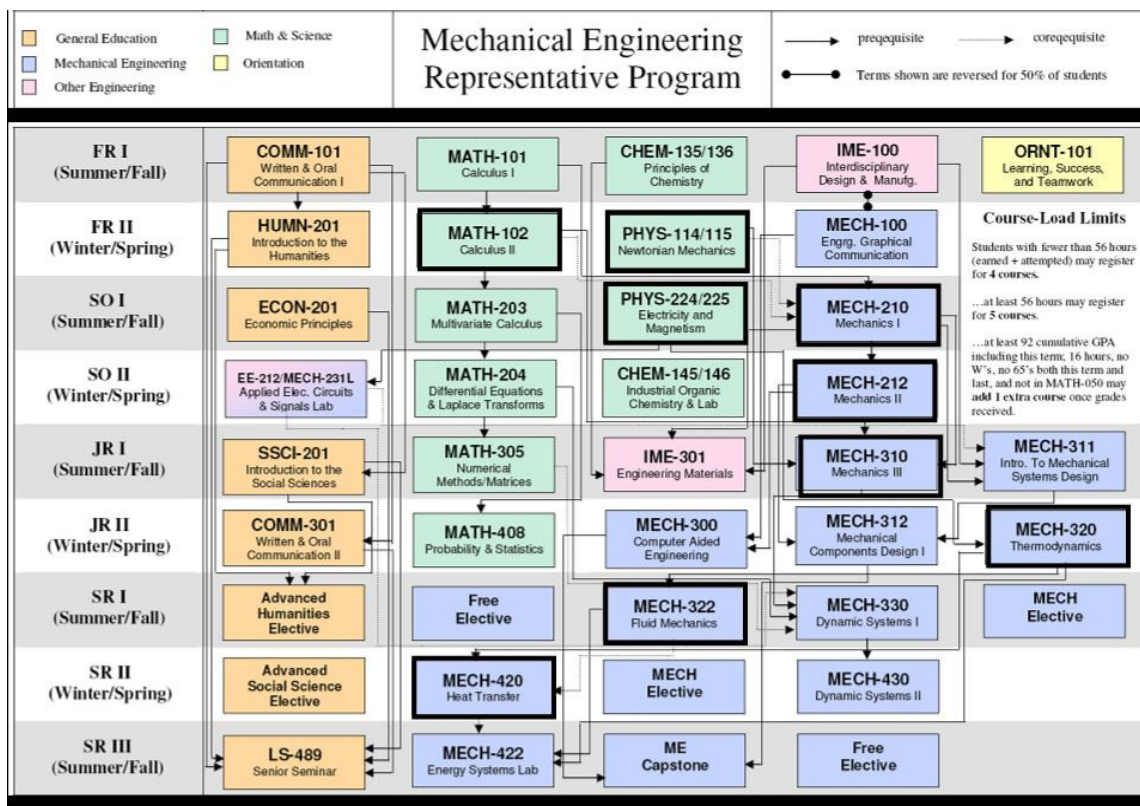 General Education
Math & Science
Mechanical Engineering
Orientation
Other Engineering
Mechanical Engineering
Representative Program
preqequisite
coreqequisite
Terms shown are reversed for 50% of students
FR I
(Summer/Fall)
COMM-101
Written & Oral
Communication I
MATH-101
Calculus I
CHEM-135/136
Principles of
Chemistry
IME-100
Interdisciplinary
Design & Manufg.
ORNT-101
Learning, Success,
and Teamwork
FR II
(Winter/Spring)
HUMN-201
Introduction to the
Humanities
MATH-102
Calculus II
PHYS-114/115
Newtonian Mechanics
MECH-100
Engrg. Graphical
Communication
Course-Load Limits
Students with fewer than 56 hours
(earned + attempted) may register
for 4 courses.
…at least 56 hours may register
for 5 courses.
…at least 92 cumulative GPA
including this term; 16 hours, no
W's, no 65's both this term and
last, and not in MATH-050 may
add 1 extra course once grades
received.
SO I
(Summer/Fall)
ECON-201
Economic Principles
MATH-203
Multivariate Calculus
PHYS-224/225
Electricity and
Magnetism
MECH-210
Mechanics I
SO II
(Winter/Spring)
EE-212/MECH-231L
Applied Elec. Circuits
& Signals Lab
MATH-204
Differential Equations
& Laplace Transforms
CHEM-145/146
Industrial Organic
Chemistry & Lab
MECH-212
Mechanics II
JR I
(Summer/Fall)
SSCI-201
Introduction to the
Social Sciences
MATH-305
Numerical
Methods/Matrices
IME-301
Engineering Materials
MECH-310
Mechanics III
MECH-311
Intro. To Mechanical
Systems Design
JR II
(Winter/Spring)
COMM-301
Written & Oral
Communication II
MATH-408
Probability & Statistics
MECH-300
Computer Aided
Engineering
MECH-312
Mechanical
Components Design I
MECH-320
Thermodynamics
SR I
(Summer/Fall)
Advanced
Humanities
Elective
Free
Elective
MECH-322
Fluid Mechanics
MECH-330
Dynamic Systems I
MECH
Elective
SR II
(Winter/Spring)
Advanced
Social Science
Elective
MECH-420
Heat Transfer
MECH
Elective
MECH-430
Dynamic Systems II
SR III
(Summer/Fall)
LS-489
Senior Seminar
MECH-422
Energy Systems Lab
ME
Capstone
Free
Elective